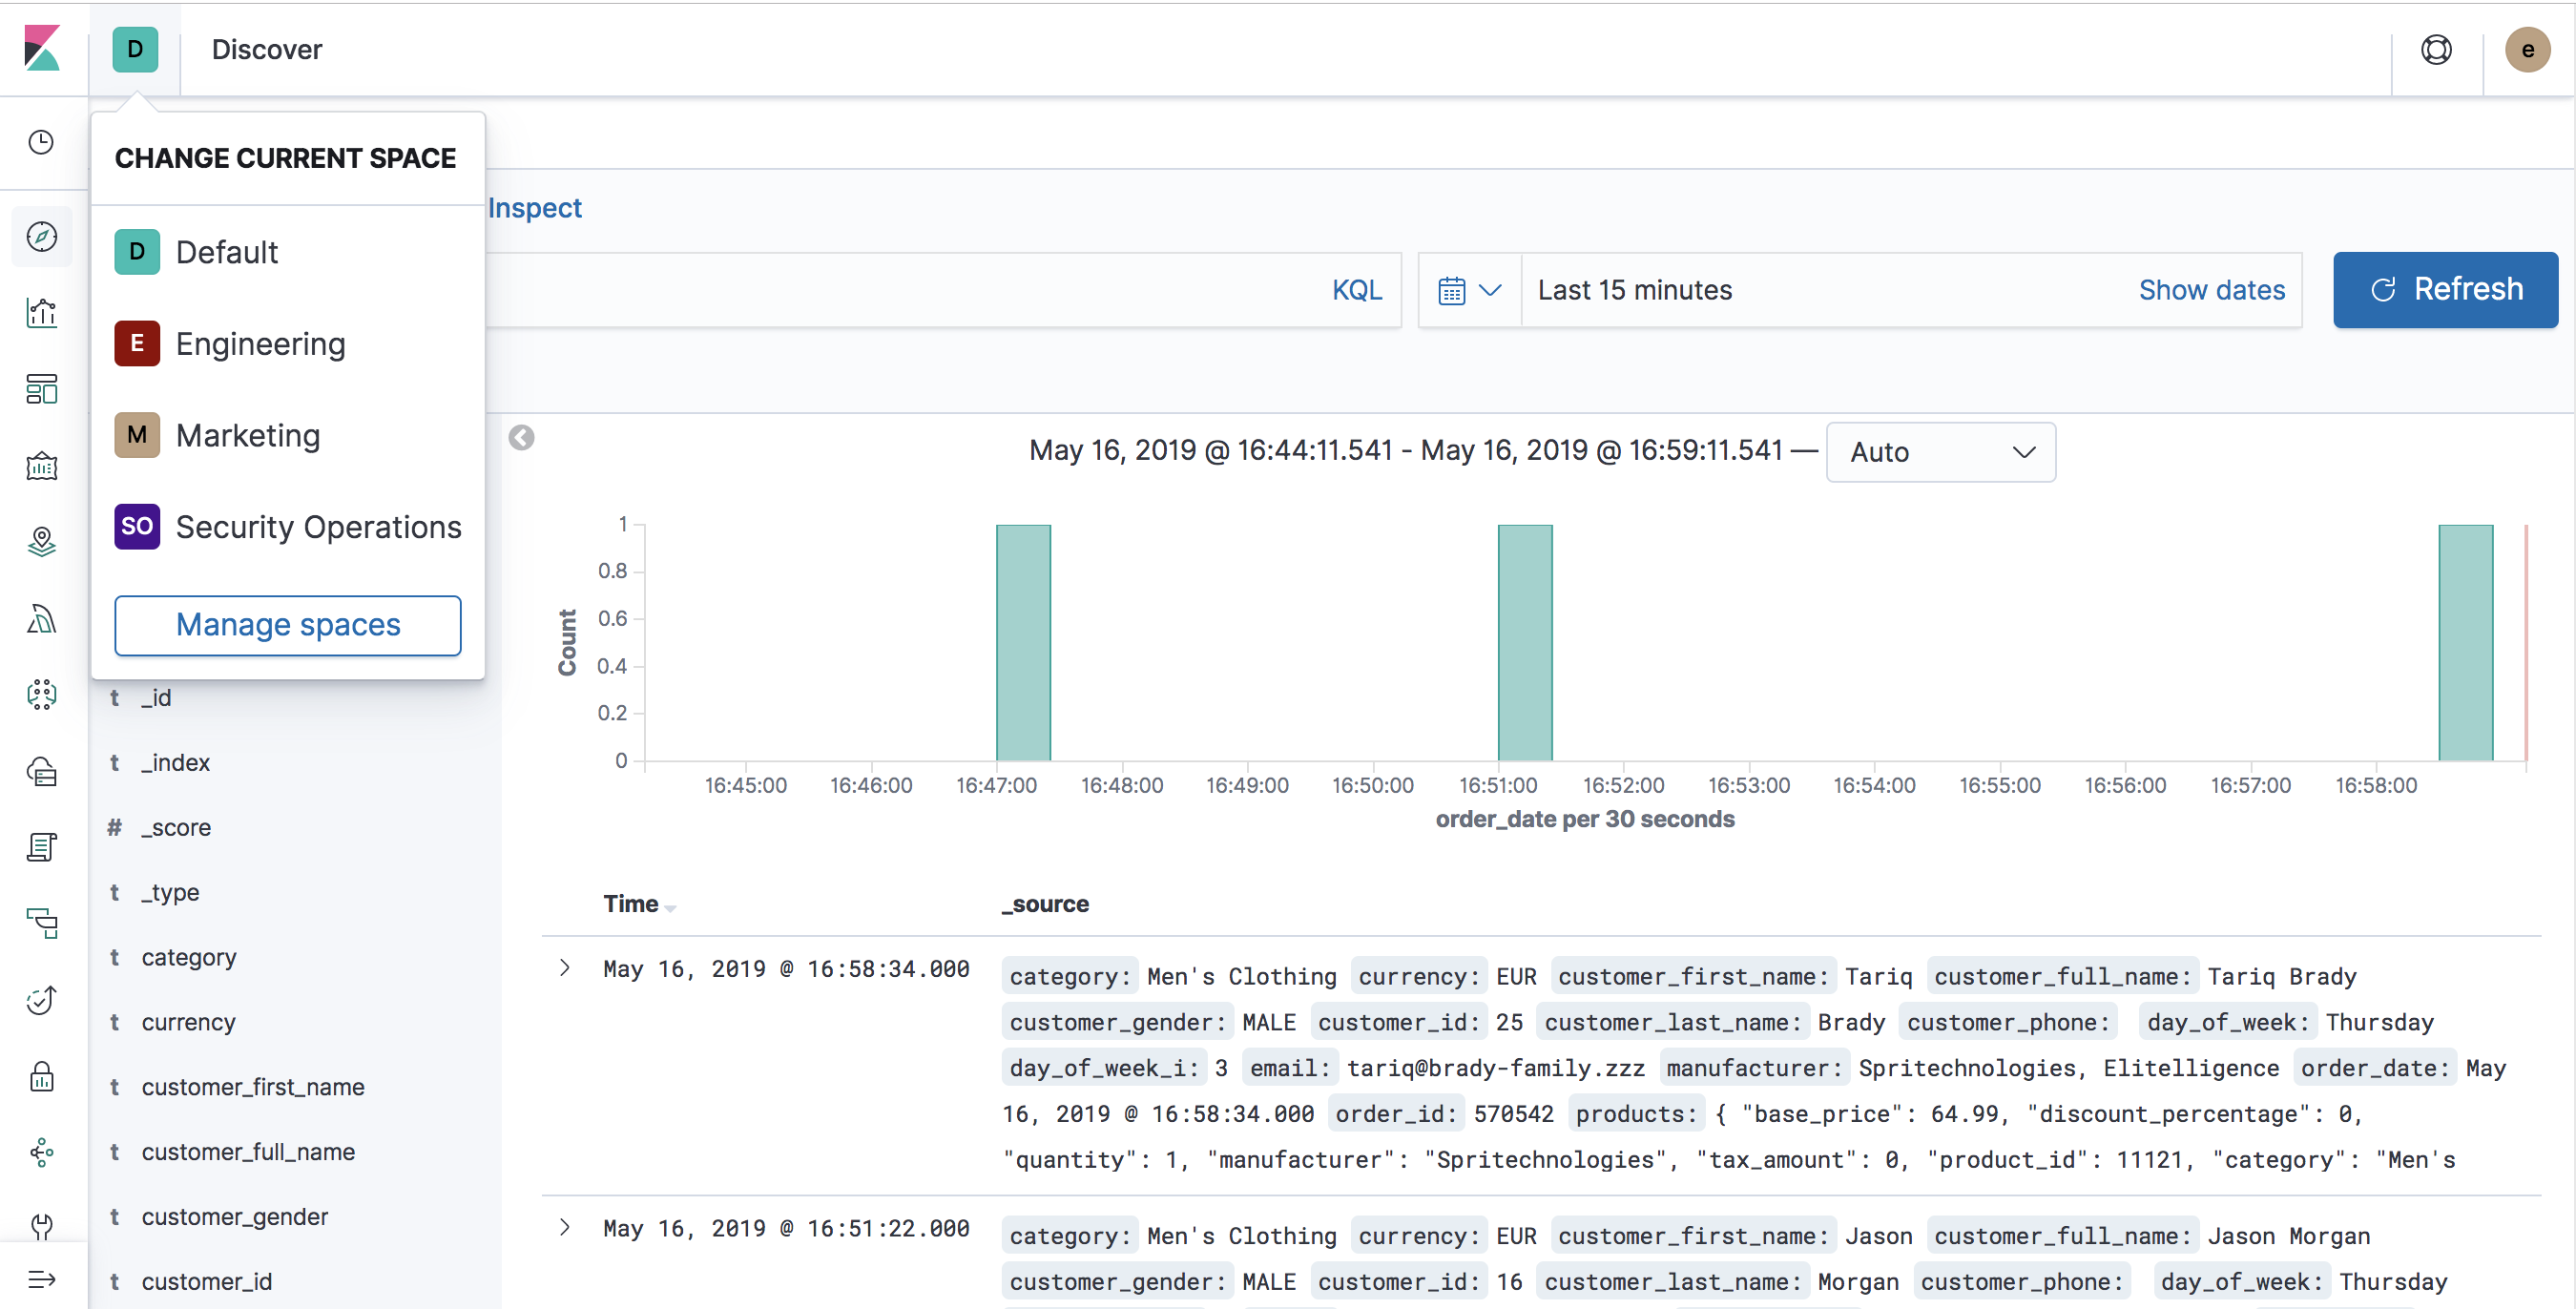 D Discover e
CHANGE CURRENT SPACE
D Default
E Engineering
M Marketing
SO Security Operations
Manage spaces
Inspect
KQL
Last 15 minutes Show dates
Refresh
t _id
t _index
# _score
t _type
t category
t currency
t customer_first_name
t customer_full_name
t customer_gender
t customer_id
May 16, 2019 @ 16:44:11.541 - May 16, 2019 @ 16:59:11.541 — Auto
Count
1
0.8
0.6
0.4
0.2
0
16:45:00 16:46:00 16:47:00 16:48:00 16:49:00 16:50:00 16:51:00 16:52:00 16:53:00 16:54:00 16:55:00 16:56:00 16:57:00 16:58:00
order_date per 30 seconds
Time _source
May 16, 2019 @ 16:58:34.000 category: Men's Clothing currency: EUR customer_first_name: Tariq customer_full_name: Tariq Brady
customer_gender: MALE customer_id: 25 customer_last_name: Brady customer_phone: day_of_week: Thursday
day_of_week_i: 3 email: tariq@brady-family.zzz manufacturer: Spritechnologies, Elitelligence order_date: May
16, 2019 @ 16:58:34.000 order_id: 570542 products: { "base_price": 64.99, "discount_percentage": 0,
"quantity": 1, "manufacturer": "Spritechnologies", "tax_amount": 0, "product_id": 11121, "category": "Men's
May 16, 2019 @ 16:51:22.000 category: Men's Clothing currency: EUR customer_first_name: Jason customer_full_name: Jason Morgan
customer_gender: MALE customer_id: 16 customer_last_name: Morgan customer_phone: day_of_week: Thursday